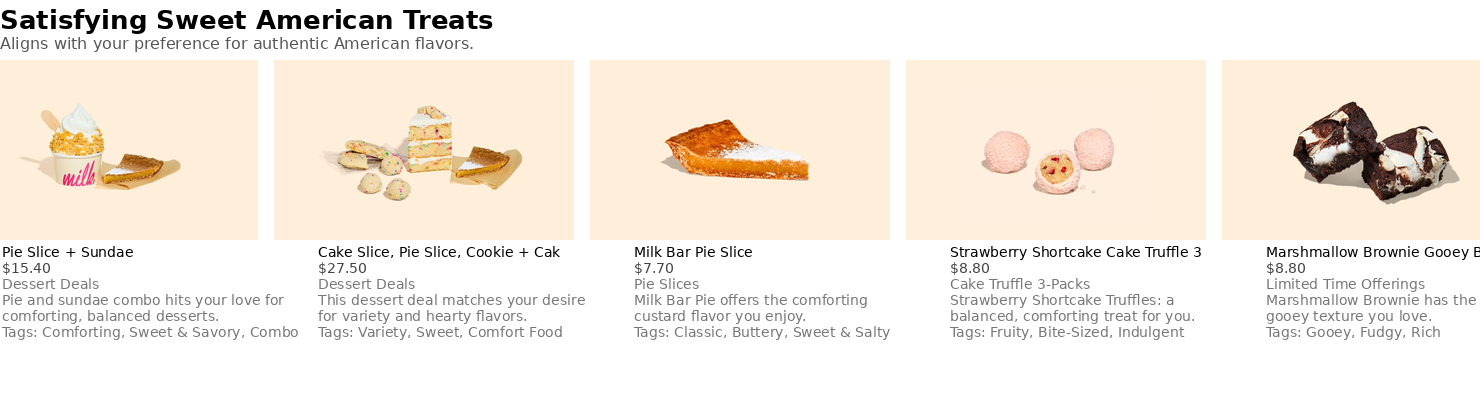 Satisfying Sweet American Treats
Aligns with your preference for authentic American flavors.
milk
Pie Slice + Sundae
$15.40
Dessert Deals
Pie and sundae combo hits your love for
comforting, balanced desserts.
Tags: Comforting, Sweet & Savory, Combo
Cake Slice, Pie Slice, Cookie + Cak
$27.50
Dessert Deals
This dessert deal matches your desire
for variety and hearty flavors.
Tags: Variety, Sweet, Comfort Food
Milk Bar Pie Slice
$7.70
Pie Slices
Milk Bar Pie offers the comforting
custard flavor you enjoy.
Tags: Classic, Buttery, Sweet & Salty
Strawberry Shortcake Cake Truffle 3
$8.80
Cake Truffle 3-Packs
Strawberry Shortcake Truffles: a
balanced, comforting treat for you.
Tags: Fruity, Bite-Sized, Indulgent
Marshmallow Brownie Gooey B
$8.80
Limited Time Offerings
Marshmallow Brownie has the
gooey texture you love.
Tags: Gooey, Fudgy, Rich